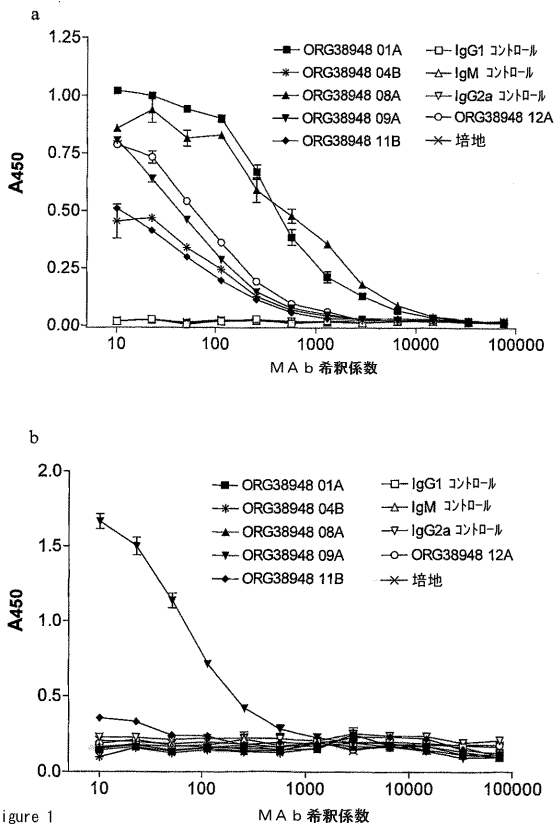 a
1.25
1.00
0.75
0.50
0.25
0.00
A450
ORG38948 01A
ORG38948 04B
ORG38948 08A
ORG38948 09A
ORG38948 11B
IgG1 コントロール
IgM コントロール
IgG2a コントロール
ORG38948 12A
培地
10
100
1000
10000
100000
MAb希釈係数
b
2.0
1.5
1.0
0.5
0.0
A450
ORG38948 01A
ORG38948 04B
ORG38948 08A
ORG38948 09A
ORG38948 11B
IgG1 コントロール
IgM コントロール
IgG2a コントロール
ORG38948 12A
培地
10
100
1000
10000
100000
MAb希釈係数
igure 1